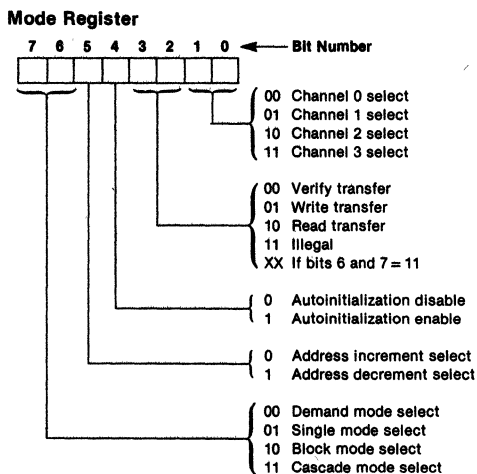 Mode Register
7 6 5 4 3 2 1 0 Bit Number
00 Channel 0 select
01 Channel 1 select
10 Channel 2 select
11 Channel 3 select
00 Verify transfer
01 Write transfer
10 Read transfer
11 Illegal
XX If bits 6 and 7 = 11
0 Autoinitialization disable
1 Autoinitialization enable
0 Address increment select
1 Address decrement select
00 Demand mode select
01 Single mode select
10 Block mode select
11 Cascade mode select